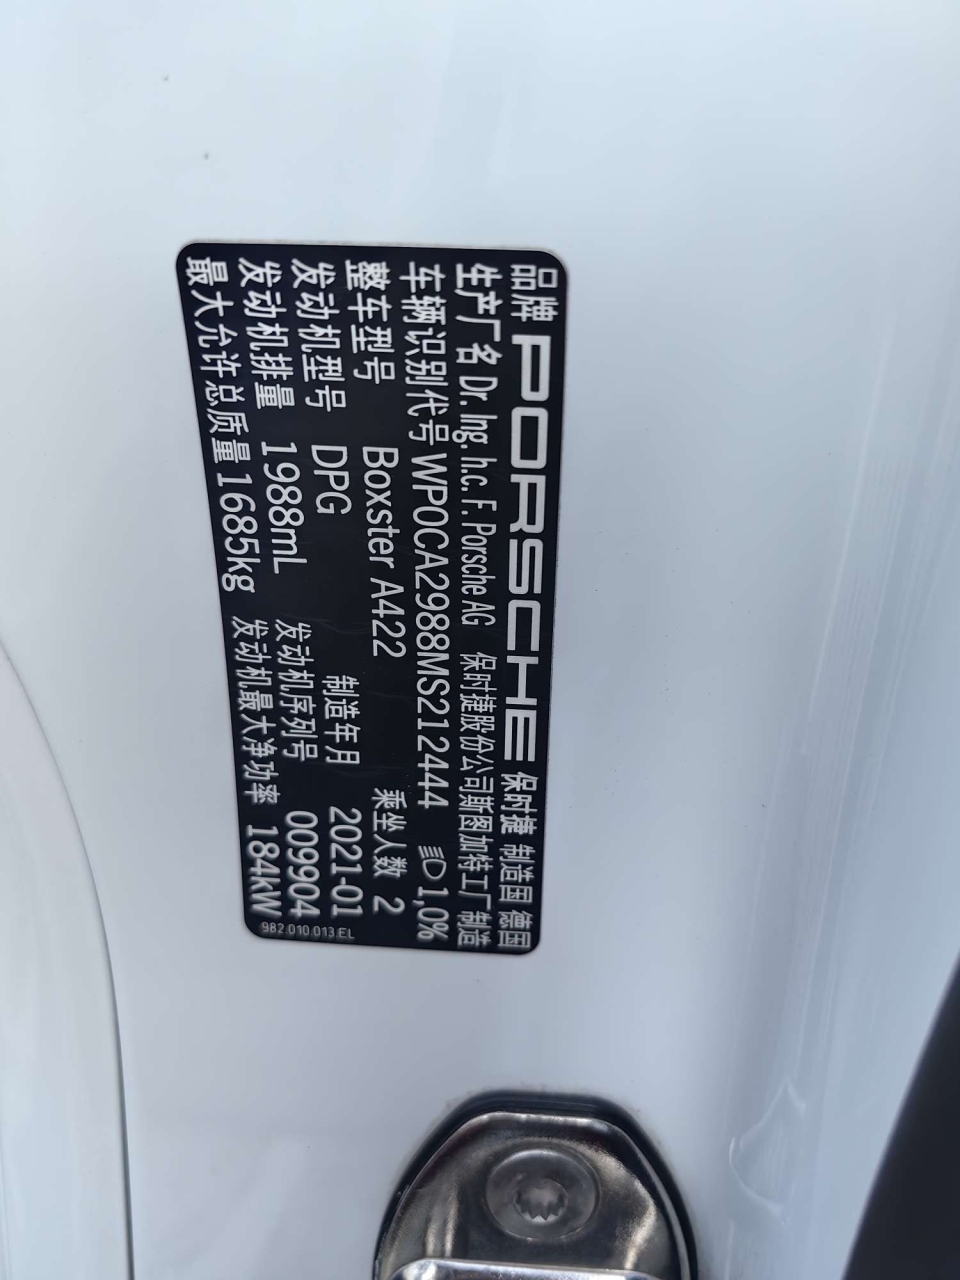 品牌 PORSCHE 保时捷 制造国 德国
生产厂名 Dr. Ing. h.c. F. Porsche AG 保时捷股份公司斯图加特工厂制造
车辆识别代号 WP0CA2988MS212444 1,0%
整车型号 Boxster A422 乘坐人数 2
发动机型号 DPG 制造年月 2021-01
发动机排量 1988mL 发动机序列号 009904
最大允许总质量 1685kg 发动机最大净功率 184kW
982.010.013.EL